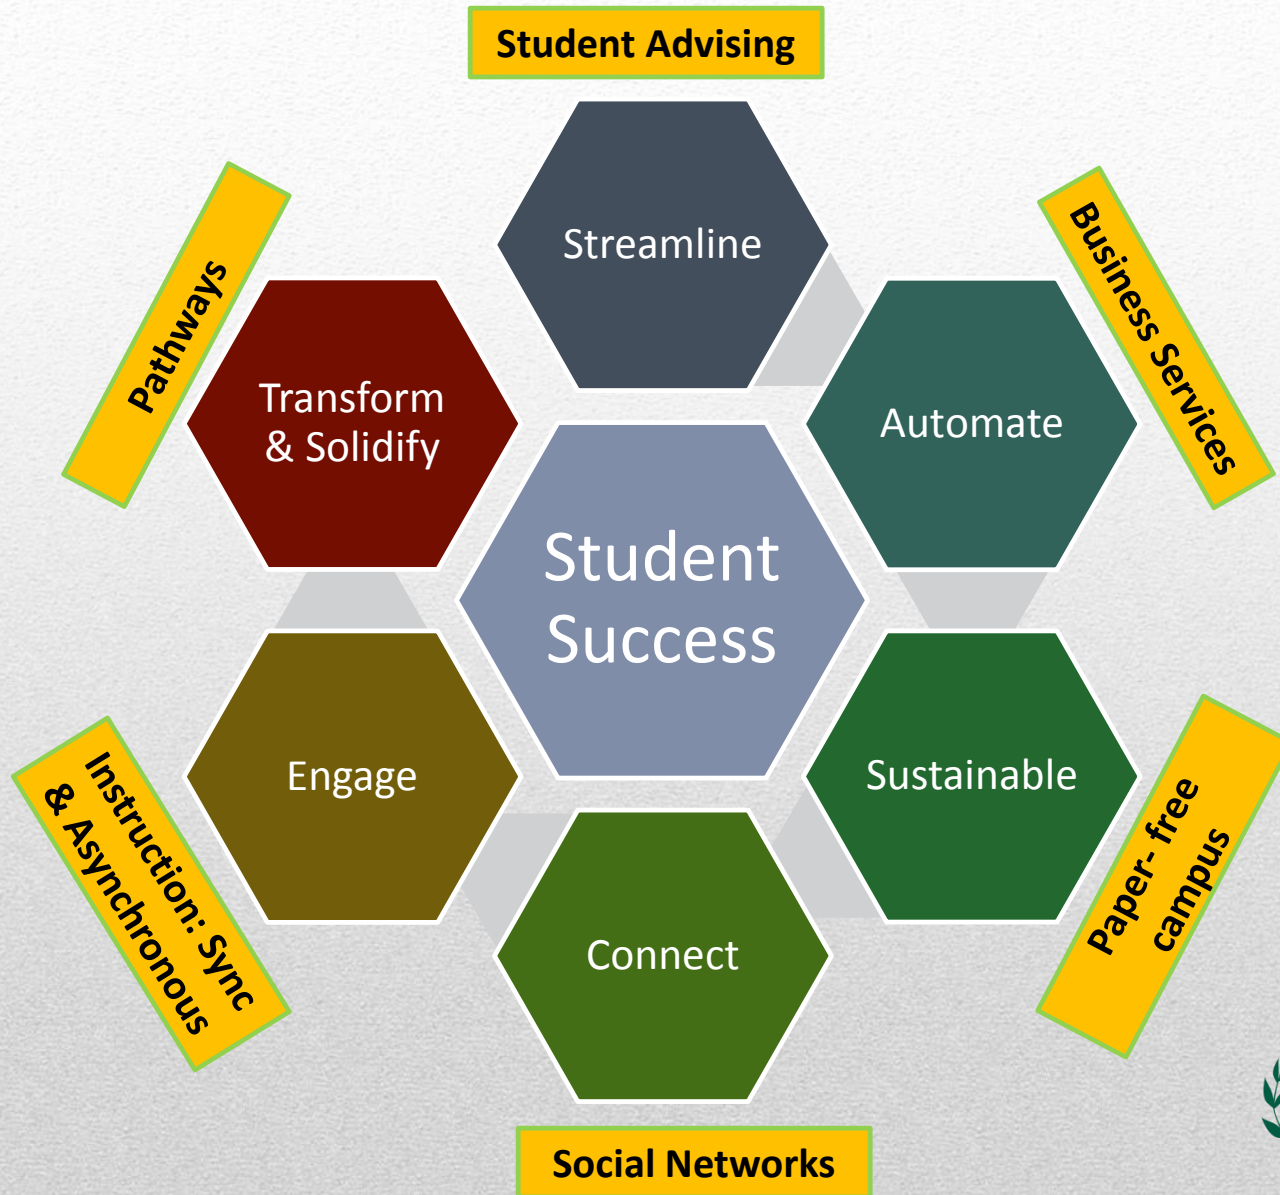 Student Advising
Streamline
Pathways
Business Services
Transform
& Solidify
Automate
Student
Success
Engage
Sustainable
Instruction: Sync
& Asynchronous
Paper- free
campus
Connect
Social Networks